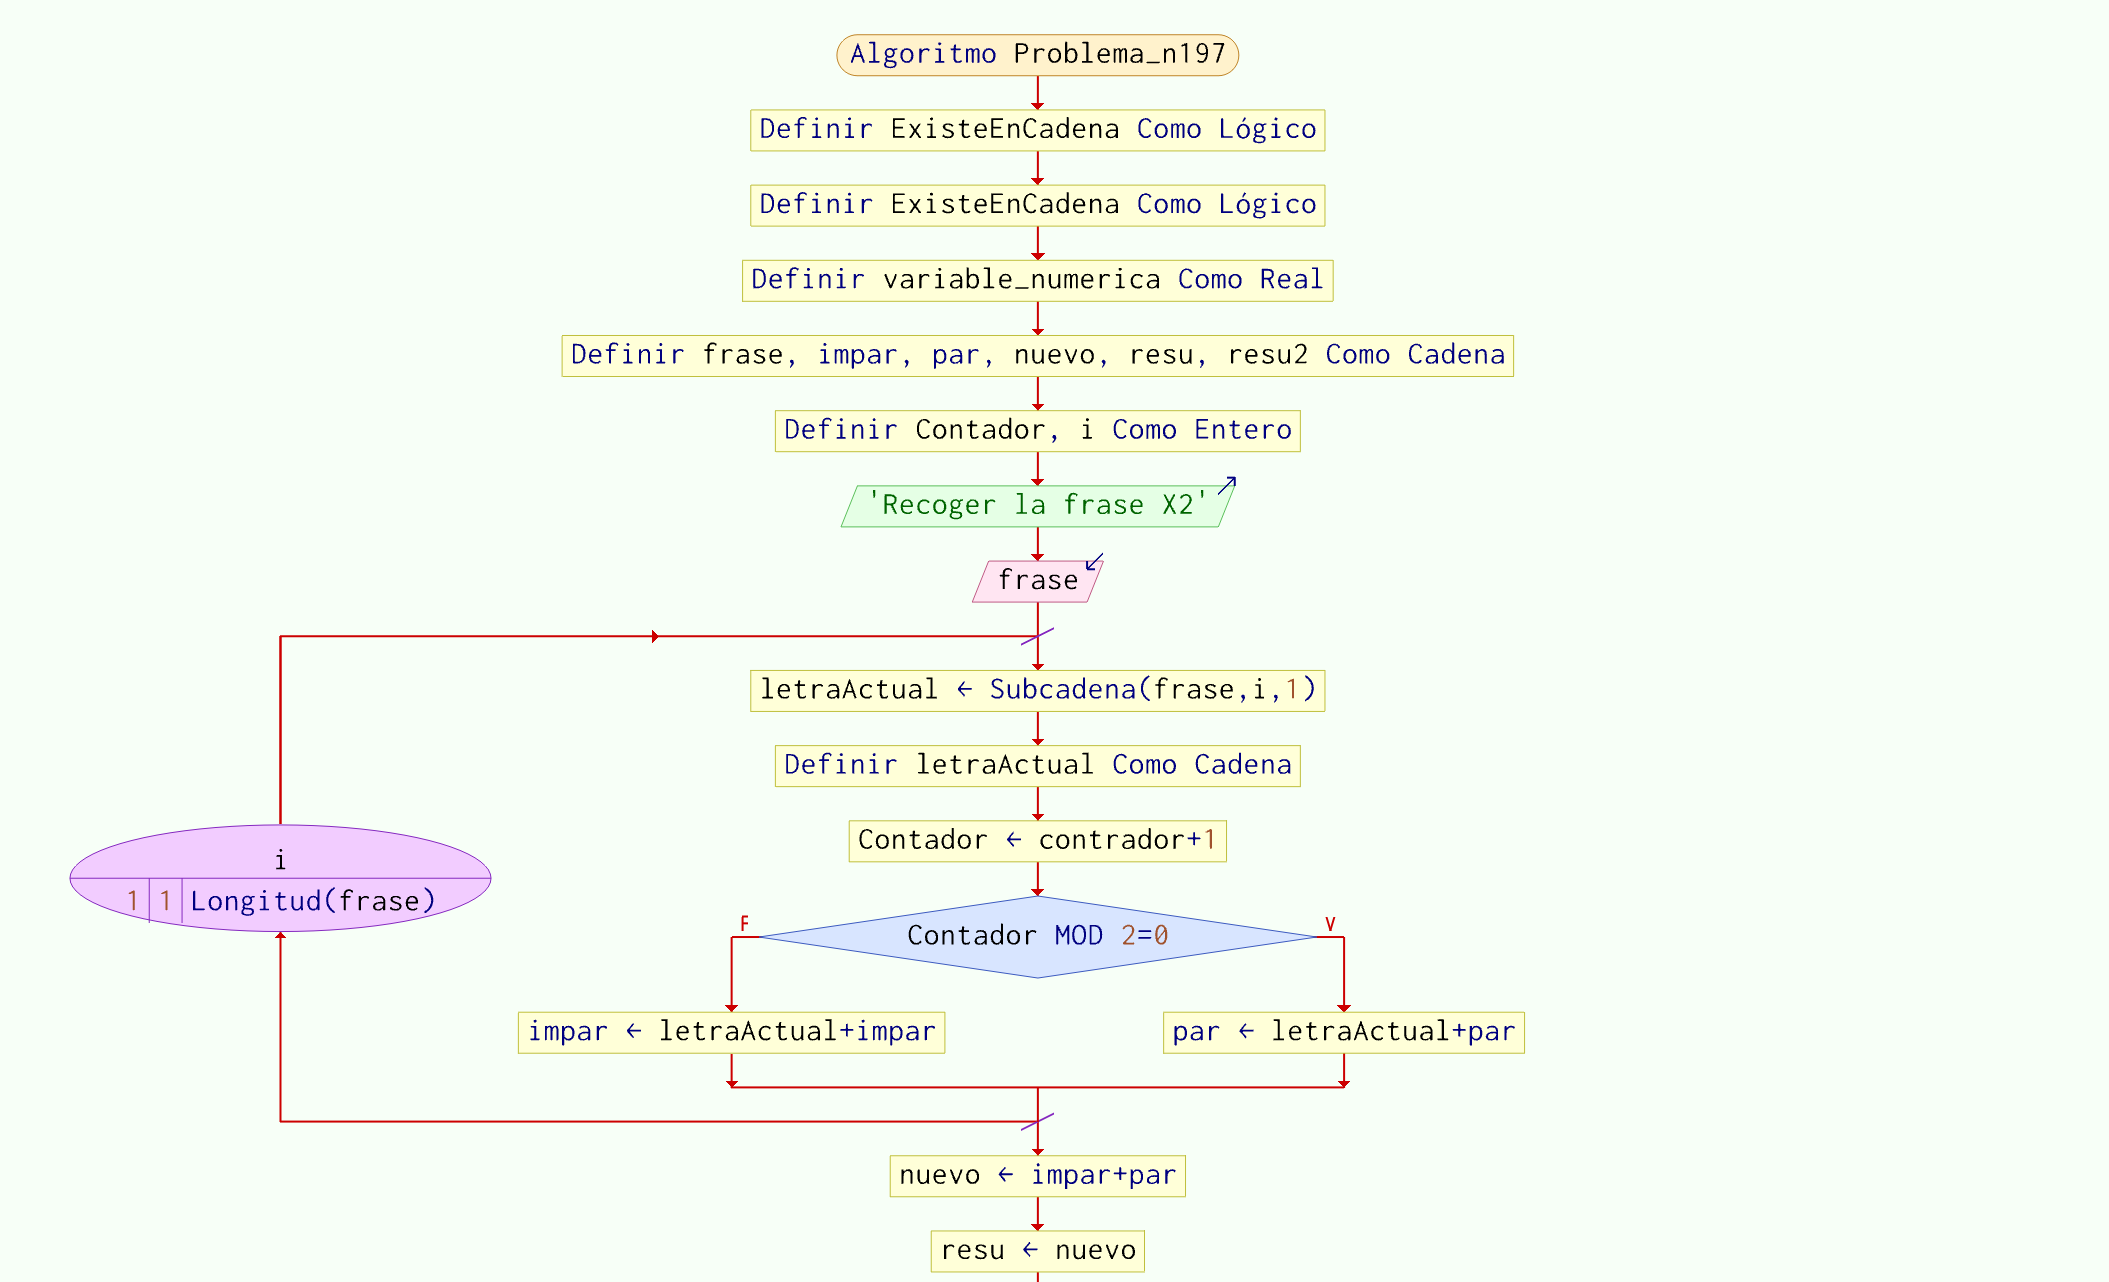 Algoritmo Problema_n197
Definir ExisteEnCadena Como Lógico
Definir ExisteEnCadena Como Lógico
Definir variable_numerica Como Real
Definir frase, impar, par, nuevo, resu, resu2 Como Cadena
Definir Contador, i Como Entero
'Recoger la frase X2'
frase
letraActual ← Subcadena(frase,i,1)
Definir letraActual Como Cadena
Contador ← contrador+1
i
1 1 Longitud(frase)
F
V
Contador MOD 2=0
impar ← letraActual+impar
par ← letraActual+par
nuevo ← impar+par
resu ← nuevo